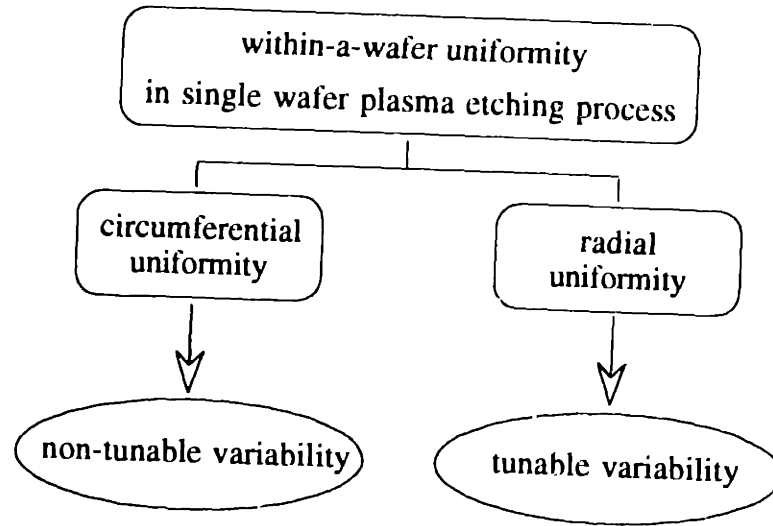 within-a-wafer uniformity
in single wafer plasma etching process
circumferential
uniformity
radial
uniformity
non-tunable variability
tunable variability